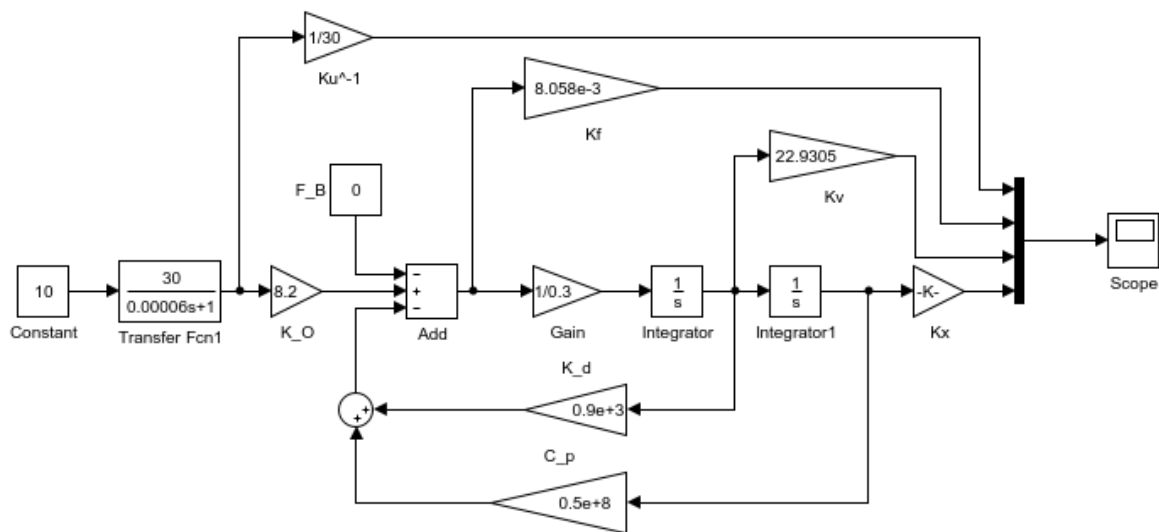 1/30
Ku^-1
8.058e-3
Kf
22.9305
Kv
F_B
0
10
Constant
30
0.00006s+1
Transfer Fcn1
8.2
K_O
−
+
−
Add
1/0.3
Gain
1
s
Integrator
1
s
Integrator1
-K-
Kx
Scope
K_d
0.9e+3
+
+
C_p
0.5e+8